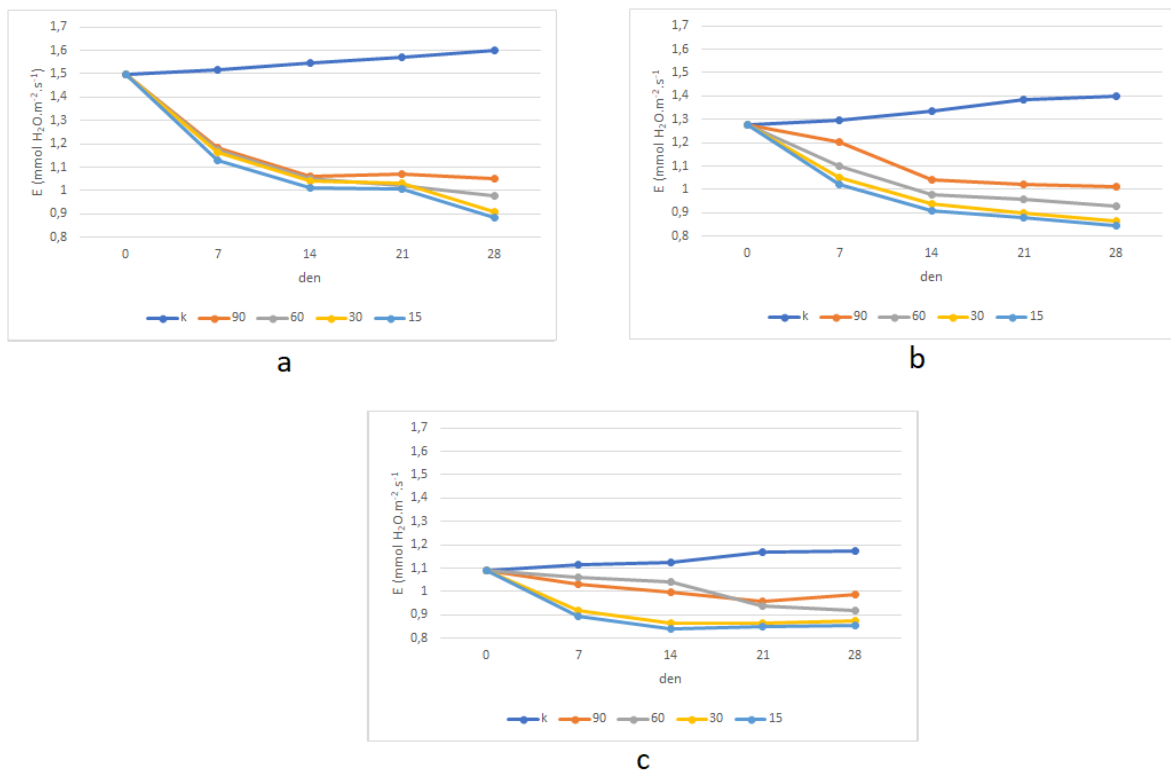 1,7
1,6
1,5
1,4
1,3
1,2
1,1
1
0,9
0,8
E (mmol H₂O.m⁻².s⁻¹)
0 7 14 21 28
den
k 90 60 30 15
a
1,7
1,6
1,5
1,4
1,3
1,2
1,1
1
0,9
0,8
E (mmol H₂O.m⁻².s⁻¹
0 7 14 21 28
den
k 90 60 30 15
b
1,7
1,6
1,5
1,4
1,3
1,2
1,1
1
0,9
0,8
E (mmol H₂O.m⁻².s⁻¹
0 7 14 21 28
den
k 90 60 30 15
c